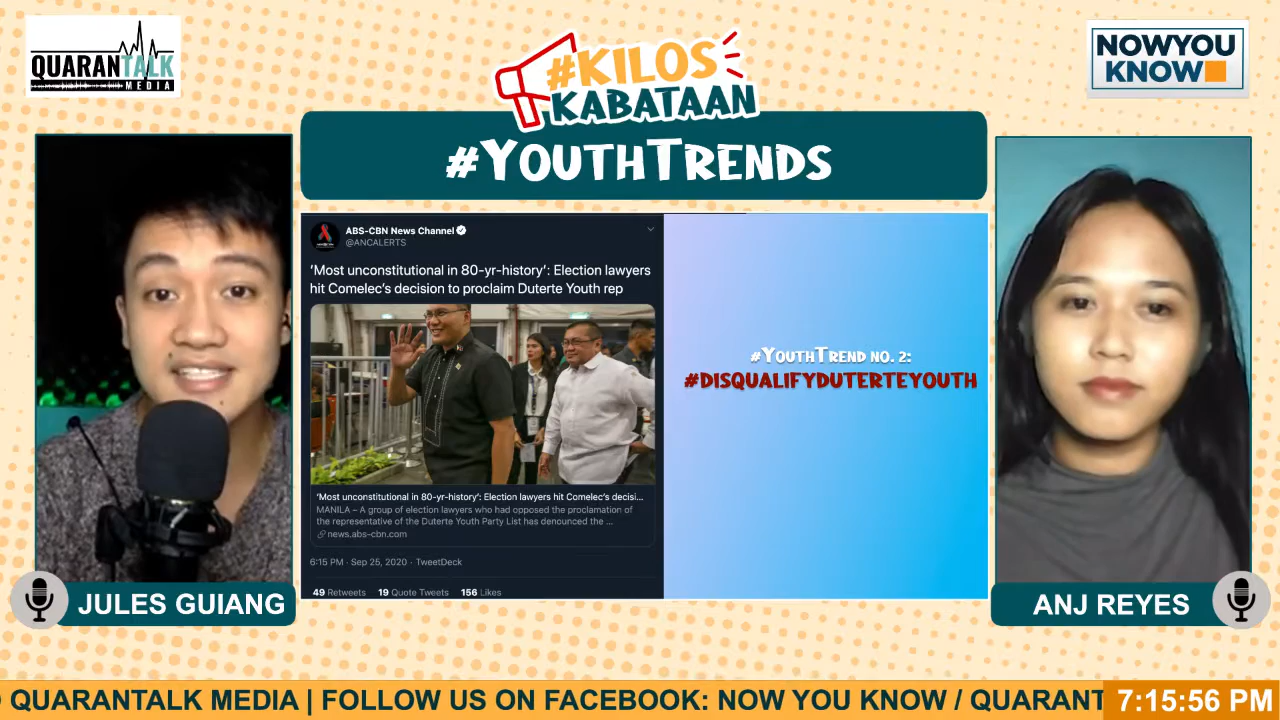 QUARANTALK
MEDIA
#KILOS
KABATAAN
NOWYOU
KNOW
#YOUTHTRENDS
ABS-CBN News Channel
@ANCALERTS
'Most unconstitutional in 80-yr-history': Election lawyers
hit Comelec's decision to proclaim Duterte Youth rep
'Most unconstitutional in 80-yr-history': Election lawyers hit Comelec's decisi...
MANILA – A group of election lawyers who had opposed the proclamation of
the representative of the Duterte Youth Party List has denounced the ...
news.abs-cbn.com
6:15 PM · Sep 25, 2020 · TweetDeck
49 Retweets 19 Quote Tweets 156 Likes
#YOUTHTREND NO. 2:
#DISQUALIFYDUTERTEYOUTH
JULES GUIANG
ANJ REYES
QUARANTALK MEDIA | FOLLOW US ON FACEBOOK: NOW YOU KNOW / QUARANT
7:15:56 PM